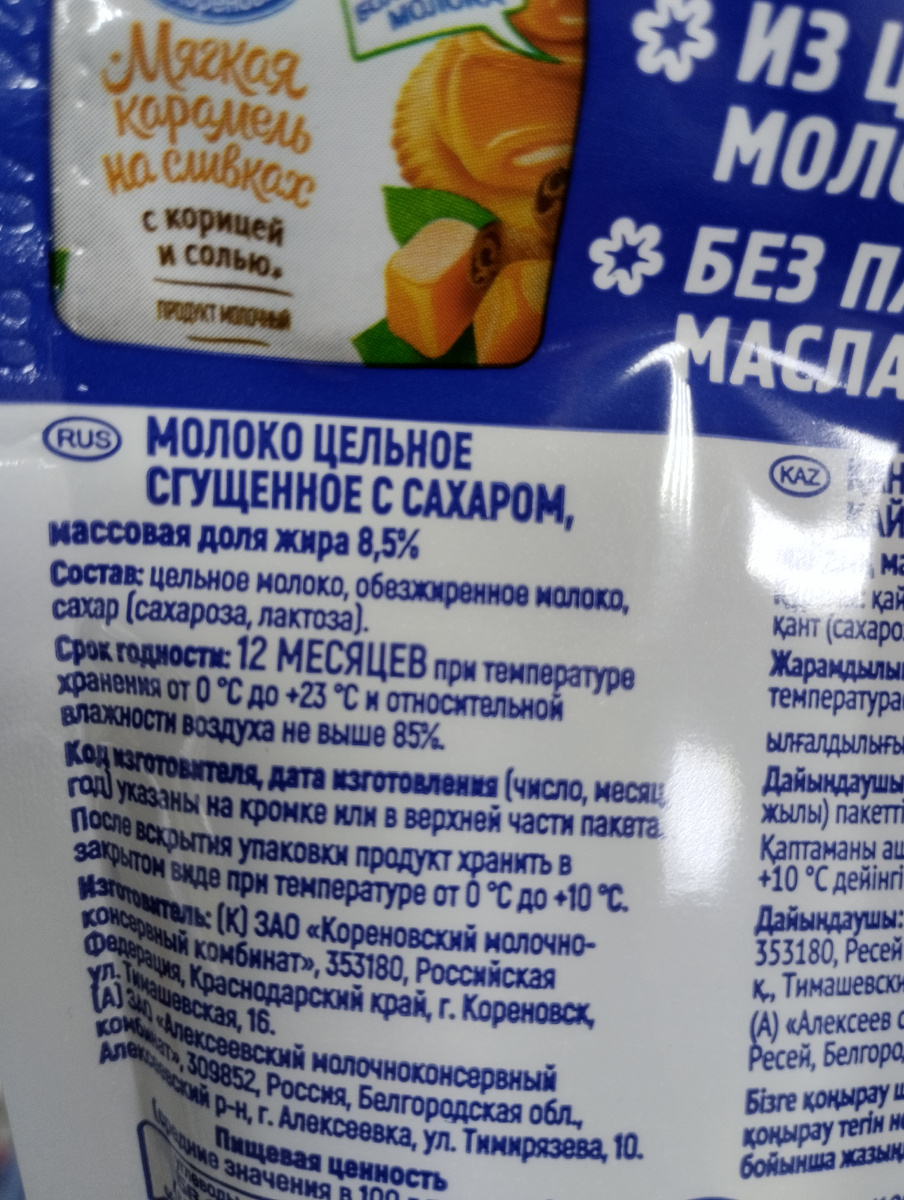 МОЛОКА
Мягкая
карамель
на сливках
с корицей
и солью.
ПРОДУКТ МОЛОЧНЫЙ
ИЗ
БЕЗ
МАСЛА
RUS
МОЛОКО ЦЕЛЬНОЕ
СГУЩЕННОЕ С САХАРОМ,
массовая доля жира 8,5%
Состав: цельное молоко, обезжиренное молоко,
сахар (сахароза, лактоза).
Срок годности: 12 МЕСЯЦЕВ при температуре
хранения от 0 °С до +23 °С и относительной
влажности воздуха не выше 85%.
Код изготовителя, дата изготовления (число, месяц,
год) указаны на кромке или в верхней части пакета.
После вскрытия упаковки продукт хранить в
закрытом виде при температуре от 0 °С до +10 °С.
Изготовитель: (К) ЗАО «Кореновский молочно-
консервный комбинат», 353180, Российская
Федерация, Краснодарский край, г. Кореновск,
ул. Тимашевская, 16.
(А) ЗАО «Алексеевский молочноконсервный
комбинат», 309852, Россия, Белгородская обл.,
Алексеевский р-н, г. Алексеевка, ул. Тимирязева, 10.
Пищевая ценность
(средние значения в 100
KAZ
қант (сахаро
Жарамдылы
температура
ылғалдылығы
Дайындаушы
жылы) пакетт
Қаптаманы аш
+10 °С дейінгі
Дайындаушы:
353180, Ресей
қ., Тимашевски
(А) «Алексеев
Ресей, Белгоро
Бізге қоңырау
қоңырау тегін
бойынша жазың